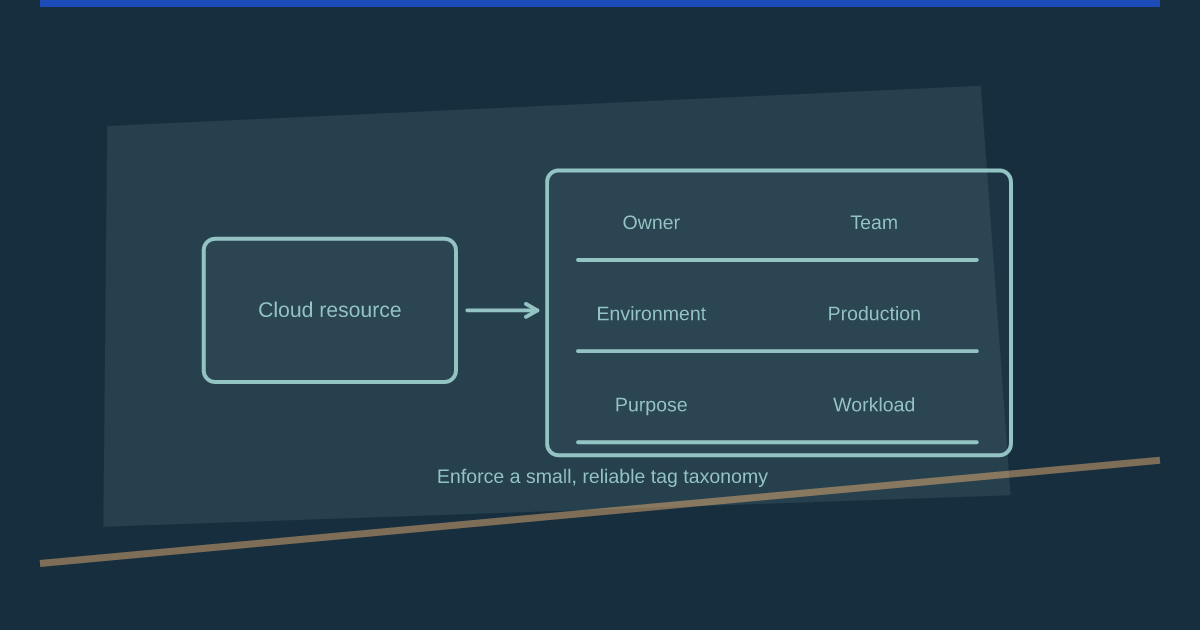 Owner Team
Cloud resource
Environment Production
Purpose Workload
Enforce a small, reliable tag taxonomy